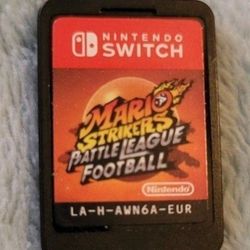 NINTENDO
SWITCH
MARIO
STRIKERS
BATTLE LEAGUE
FOOTBALL
Nintendo
LA-H-AWN6A-EUR